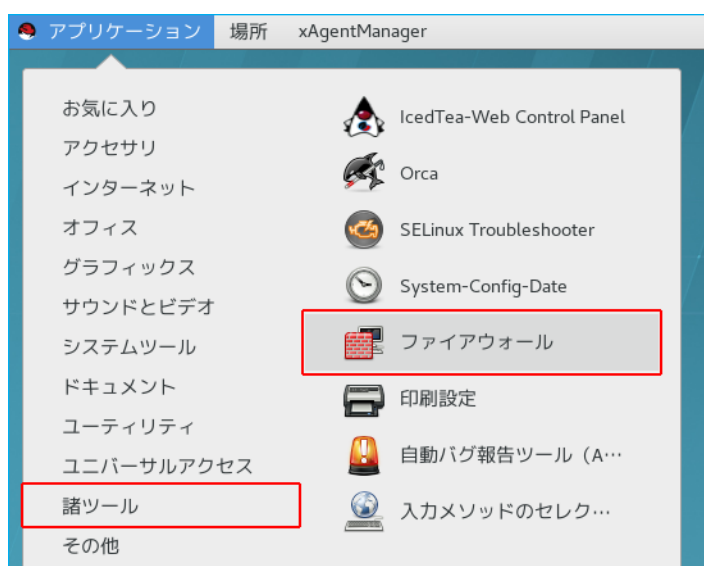 アプリケーション 場所 xAgentManager
お気に入り
アクセサリ
インターネット
オフィス
グラフィックス
サウンドとビデオ
システムツール
ドキュメント
ユーティリティ
ユニバーサルアクセス
諸ツール
その他
IcedTea-Web Control Panel
Orca
SELinux Troubleshooter
System-Config-Date
ファイアウォール
印刷設定
自動バグ報告ツール（A…
入力メソッドのセレク…